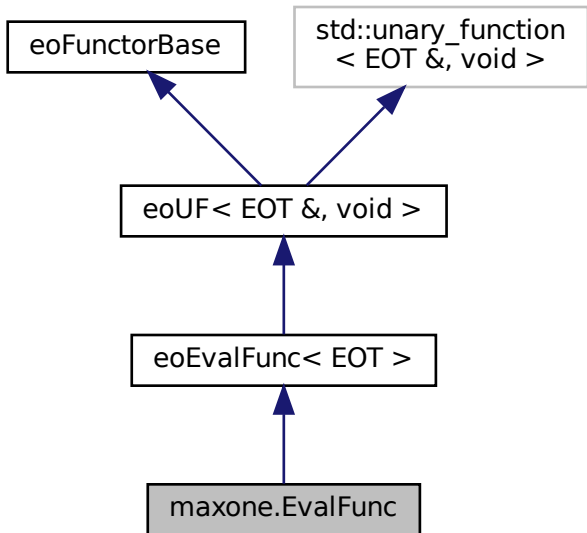 eoFunctorBase
std::unary_function
< EOT &, void >
eoUF< EOT &, void >
eoEvalFunc< EOT >
maxone.EvalFunc